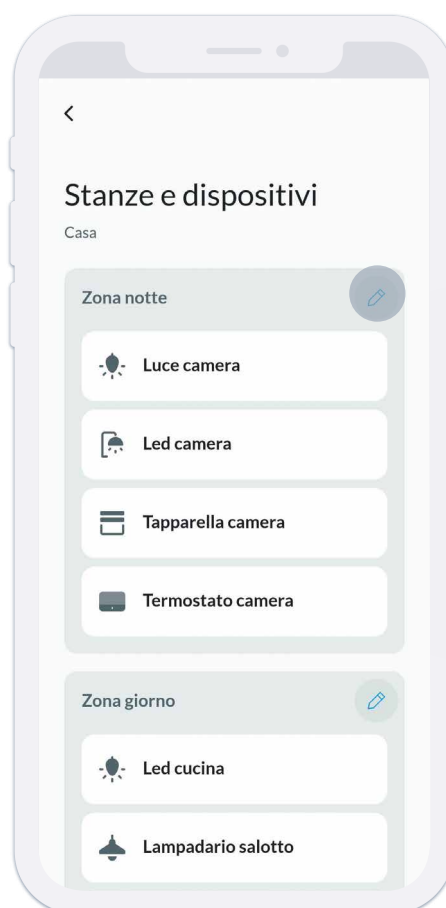 Stanze e dispositivi
Casa
Zona notte
Luce camera
Led camera
Tapparella camera
Termostato camera
Zona giorno
Led cucina
Lampadario salotto